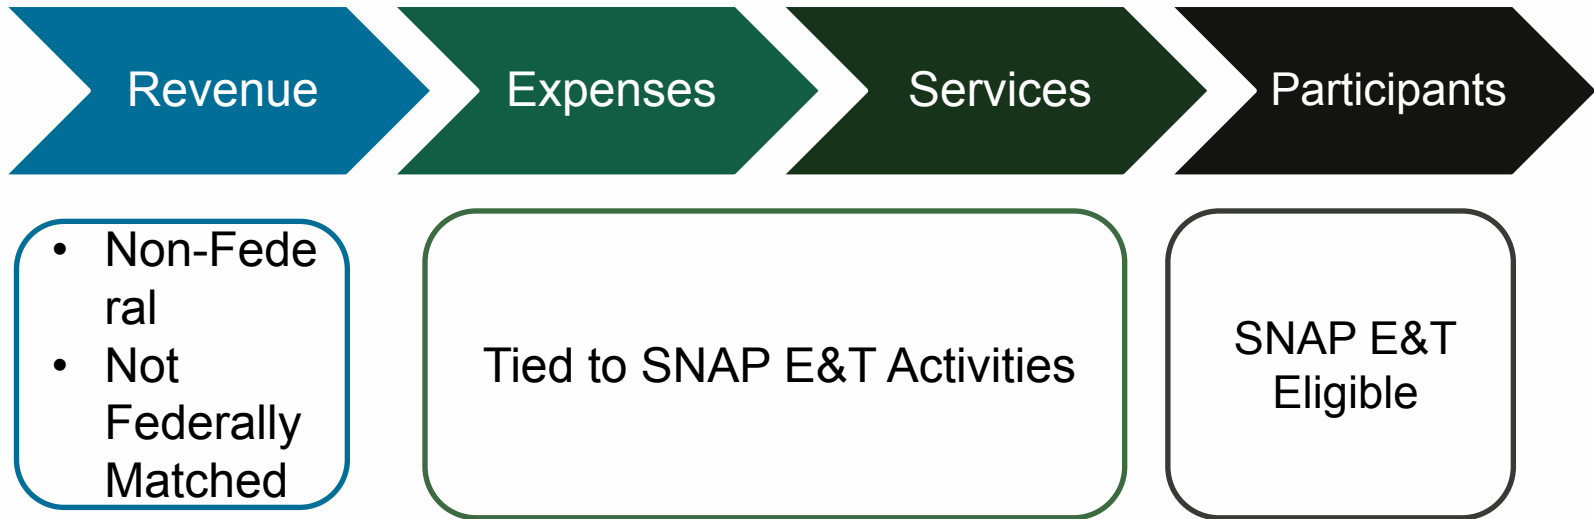 Revenue
Expenses
Services
Participants
• Non-Fede
ral
• Not
Federally
Matched
Tied to SNAP E&T Activities
SNAP E&T
Eligible